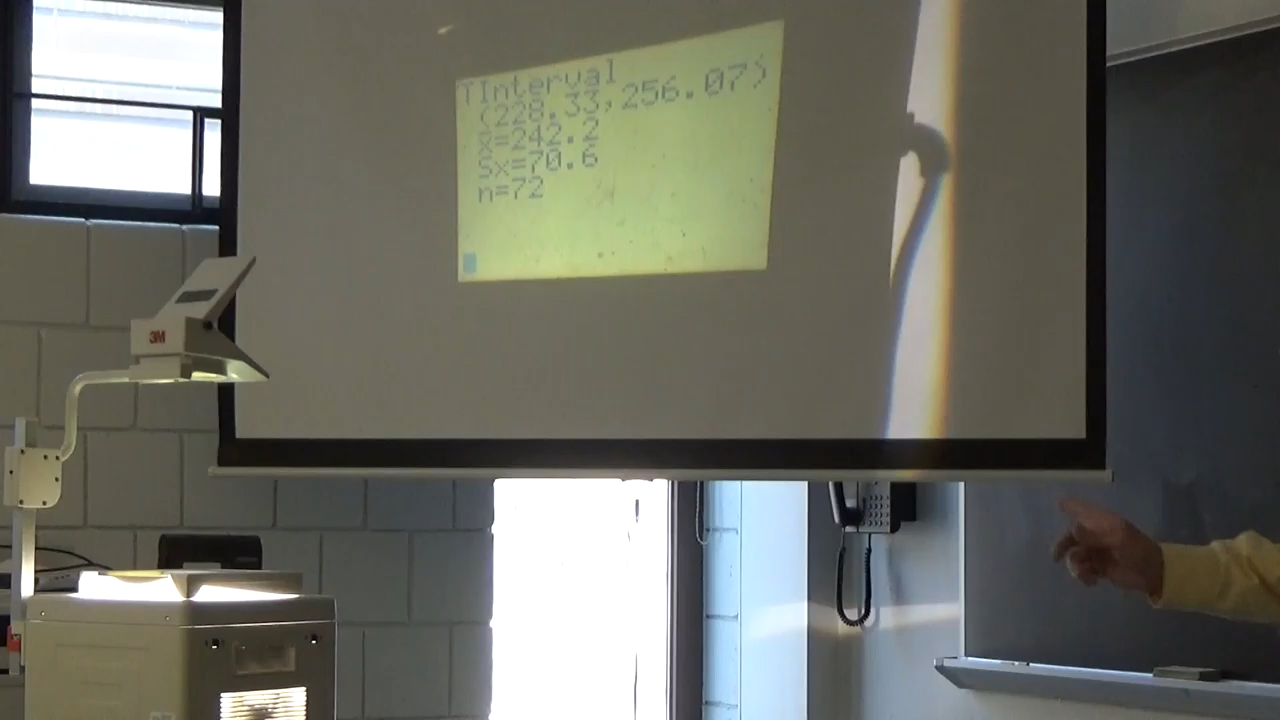 TInterval
(228.33,256.07)
x̄=242.2
Sx=70.6
n=72
3M